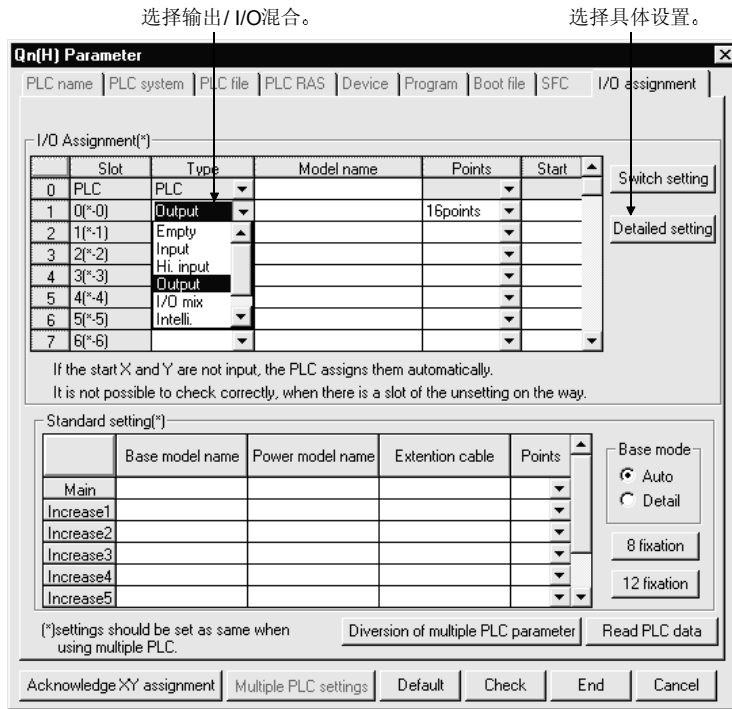 选择输出/ I/O混合。 选择具体设置。
Qn(H) Parameter
PLC name PLC system PLC file PLC RAS Device Program Boot file SFC I/O assignment
I/O Assignment(*)
Slot Type Model name Points Start
Switch setting
0 PLC PLC
1 0(*-0) Output 16points
Detailed setting
2 1(*-1) Empty
3 2(*-2) Input
4 3(*-3) Hi. input
Output
5 4(*-4) I/O mix
6 5(*-5) Intelli.
7 6(*-6)
If the start X and Y are not input, the PLC assigns them automatically.
It is not possible to check correctly, when there is a slot of the unsetting on the way.
Standard setting(*)
Base model name Power model name Extention cable Points
Base mode
Auto
Detail
Main
Increase1
Increase2
Increase3
Increase4
Increase5
8 fixation
12 fixation
(*)settings should be set as same when
using multiple PLC.
Diversion of multiple PLC parameter Read PLC data
Acknowledge XY assignment Multiple PLC settings Default Check End Cancel